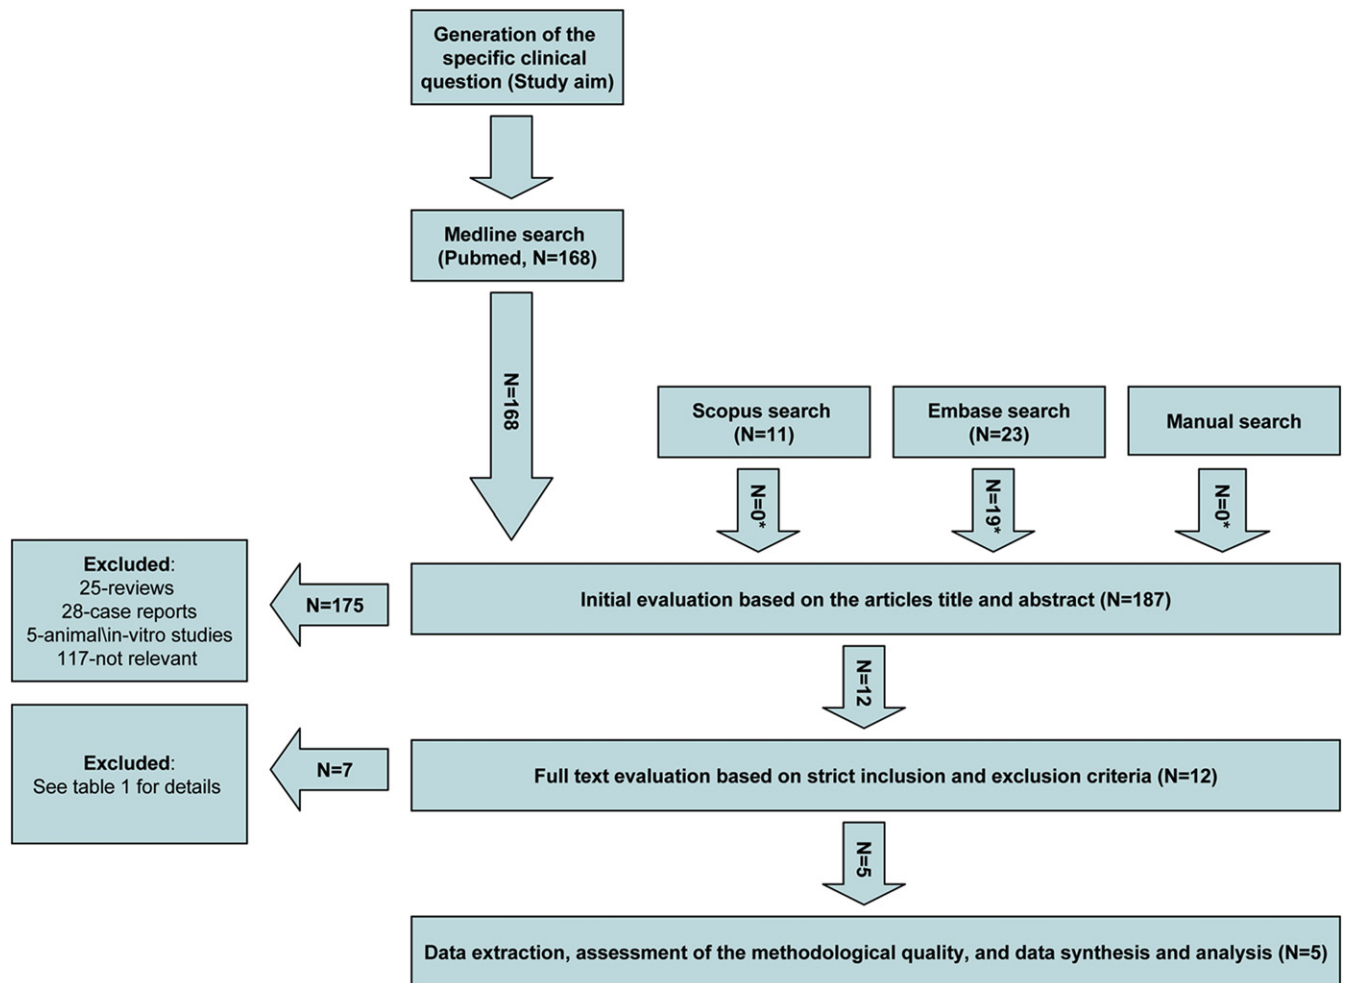 Generation of the
specific clinical
question (Study aim)
Medline search
(Pubmed, N=168)
N=168
Scopus search
(N=11)
Embase search
(N=23)
Manual search
N=0*
N=19*
N=0*
Initial evaluation based on the articles title and abstract (N=187)
N=175
Excluded:
25-reviews
28-case reports
5-animal\in-vitro studies
117-not relevant
N=12
Full text evaluation based on strict inclusion and exclusion criteria (N=12)
N=7
Excluded:
See table 1 for details
N=5
Data extraction, assessment of the methodological quality, and data synthesis and analysis (N=5)